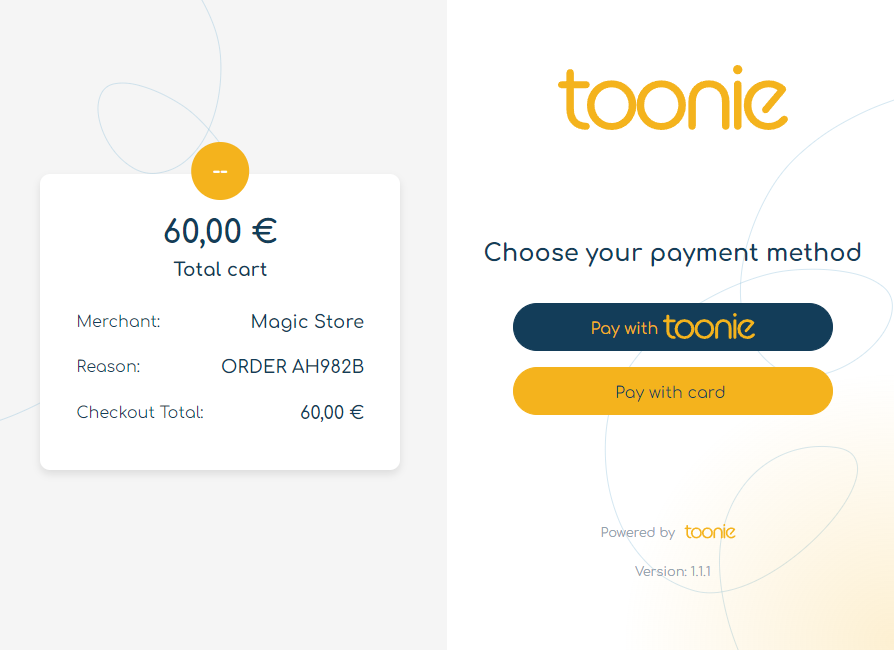 --
60,00 €
Total cart
Merchant: Magic Store
Reason: ORDER AH982B
Checkout Total: 60,00 €
toonie
Choose your payment method
Pay with toonie
Pay with card
Powered by toonie
Version: 1.1.1